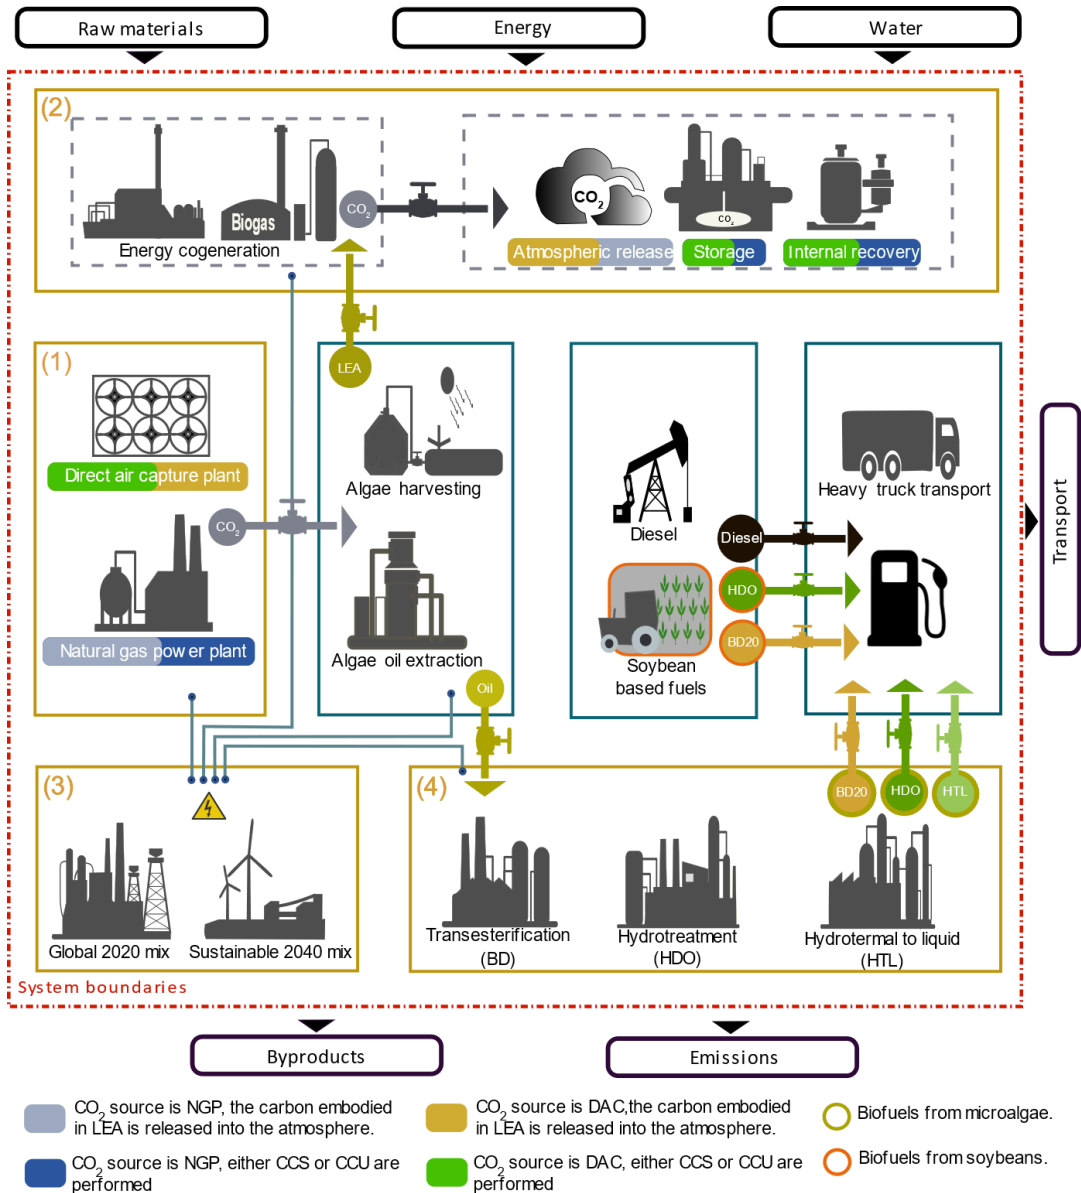 Raw materials
Energy
Water
(2)
Biogas
CO2
CO2
CO2
Energy cogeneration
Atmospheric release
Storage
Internal recovery
LEA
(1)
Direct air capture plant
CO2
Natural gas power plant
Algae harvesting
Algae oil extraction
Oil
Diesel
Soybean
based fuels
Diesel
HDO
BD20
Heavy truck transport
Transport
(3)
Global 2020 mix
Sustainable 2040 mix
(4)
BD20
HDO
HTL
Transesterification
(BD)
Hydrotreatment
(HDO)
Hydrotermal to liquid
(HTL)
System boundaries
Byproducts
Emissions
CO2 source is NGP, the carbon embodied
in LEA is released into the atmosphere.
CO2 source is DAC,the carbon embodied
in LEA is released into the atmosphere.
Biofuels from microalgae.
CO2 source is NGP, either CCS or CCU are
performed
CO2 source is DAC, either CCS or CCU are
performed
Biofuels from soybeans.